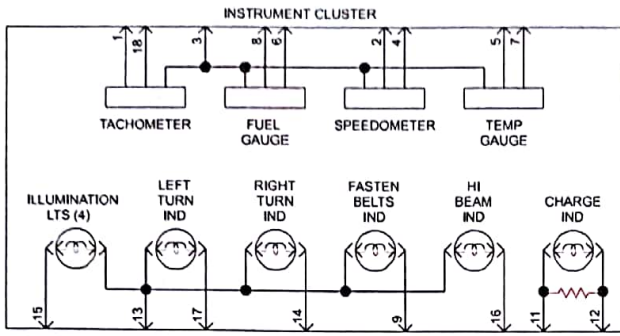 INSTRUMENT CLUSTER
1 18 3 8 6 2 4 5 7
TACHOMETER
FUEL
GAUGE
SPEEDOMETER
TEMP
GAUGE
ILLUMINATION
LTS (4)
LEFT
TURN
IND
RIGHT
TURN
IND
FASTEN
BELTS
IND
HI
BEAM
IND
CHARGE
IND
15 13 17 14 9 16 11 12